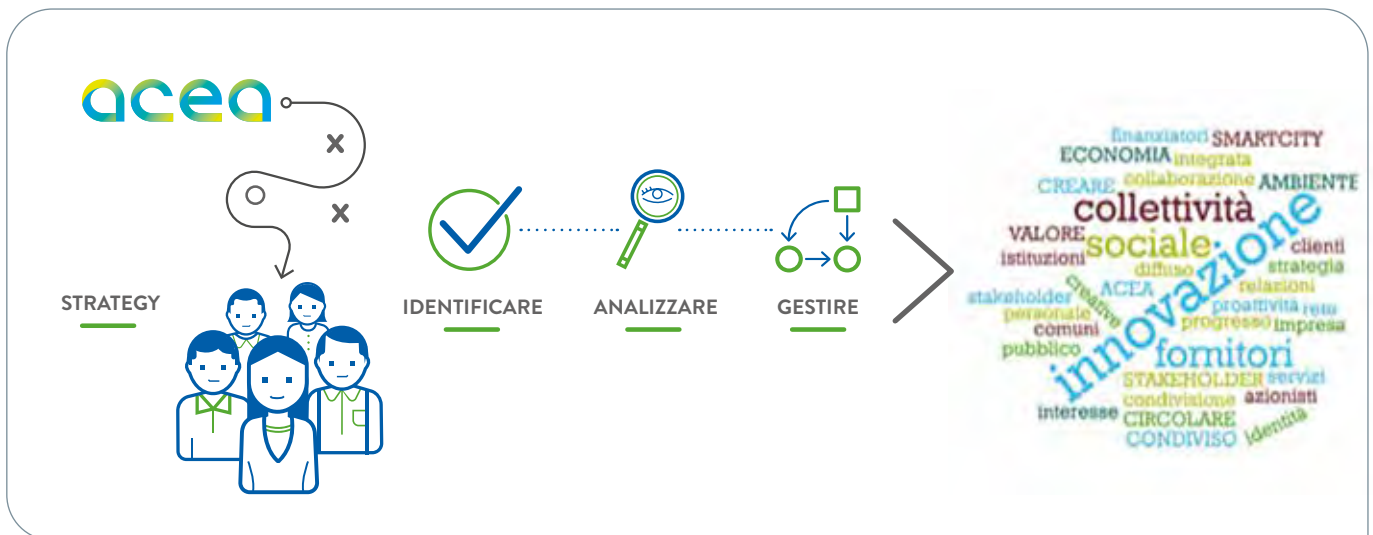 acea
STRATEGY
IDENTIFICARE
ANALIZZARE
GESTIRE
finanziatori SMARTCITY
ECONOMIA integrata
CREARE collaborazione AMBIENTE
collettività
VALORE sociale
innovazione
clienti
istituzioni
diffuso
strategia
creative
ACEA
relazioni
stakeholder
proattività rete
personale
progresso impresa
comuni
pubblico
fornitori
STAKEHOLDER servizi
condivisione azionisti
interesse
CIRCOLARE
identità
CONDIVISO